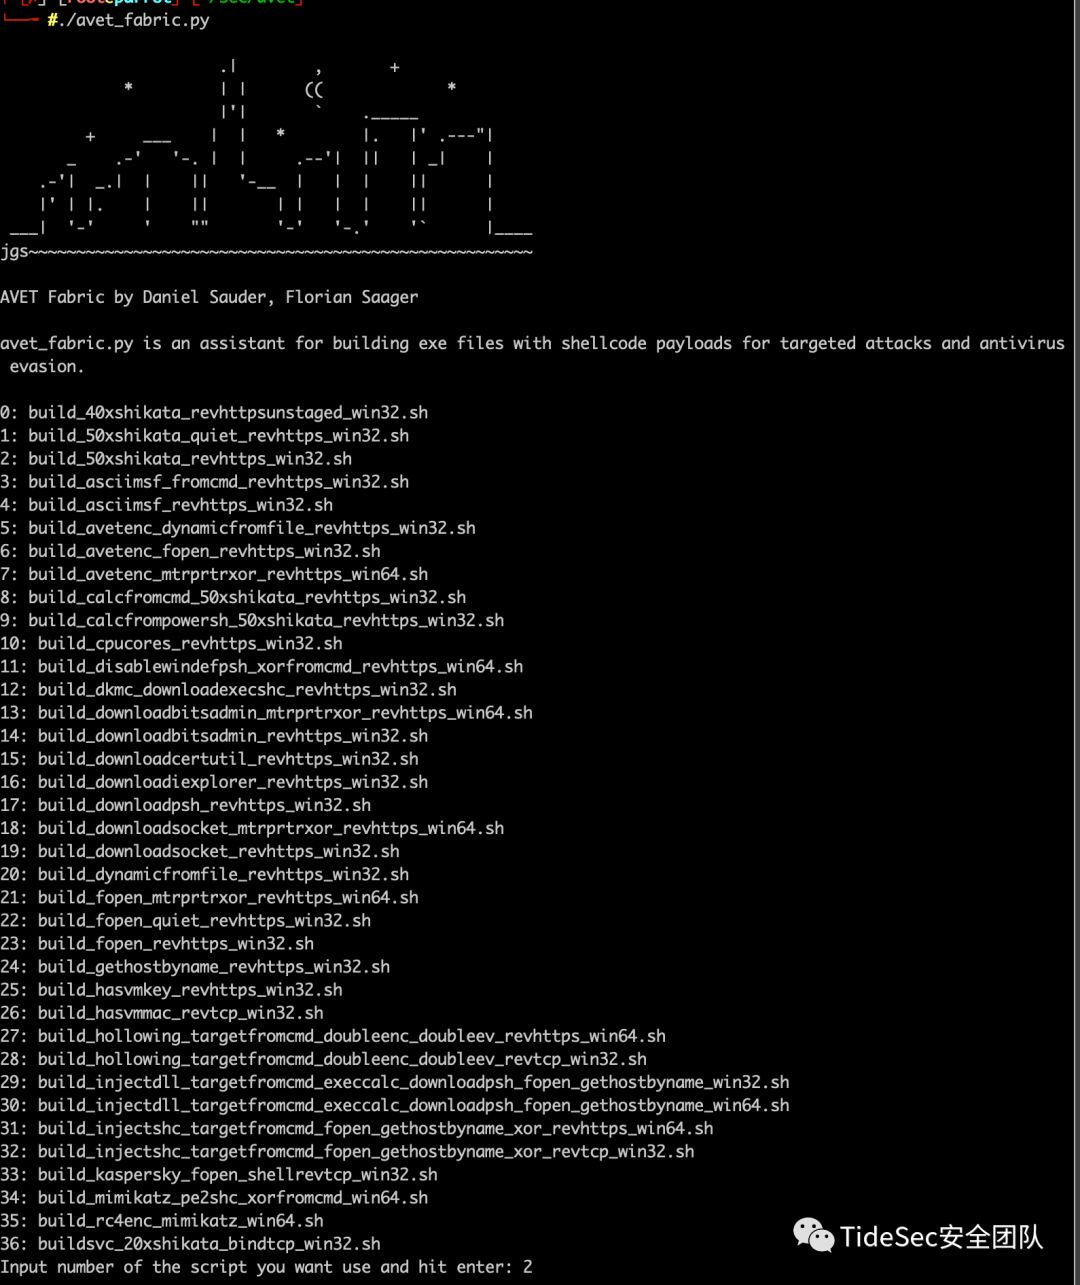 #./avet_fabric.py
jgs~~~~~~~~~~~~~~~~~~~~~~~~~~~~~~~~~~~~~~~~~~~~~~~~~~~~~
AVET Fabric by Daniel Sauder, Florian Saager
avet_fabric.py is an assistant for building exe files with shellcode payloads for targeted attacks and antivirus
evasion.
0: build_40xshikata_revhttpsunstaged_win32.sh
1: build_50xshikata_quiet_revhttps_win32.sh
2: build_50xshikata_revhttps_win32.sh
3: build_asciimsf_fromcmd_revhttps_win32.sh
4: build_asciimsf_revhttps_win32.sh
5: build_avetenc_dynamicfromfile_revhttps_win32.sh
6: build_avetenc_fopen_revhttps_win32.sh
7: build_avetenc_mtrprtrxor_revhttps_win64.sh
8: build_calcfromcmd_50xshikata_revhttps_win32.sh
9: build_calcfrompowersh_50xshikata_revhttps_win32.sh
10: build_cpucores_revhttps_win32.sh
11: build_disablewindefpsh_xorfromcmd_revhttps_win64.sh
12: build_dkmc_downloadexecshc_revhttps_win32.sh
13: build_downloadbitsadmin_mtrprtrxor_revhttps_win64.sh
14: build_downloadbitsadmin_revhttps_win32.sh
15: build_downloadcertutil_revhttps_win32.sh
16: build_downloadiexplorer_revhttps_win32.sh
17: build_downloadpsh_revhttps_win32.sh
18: build_downloadsocket_mtrprtrxor_revhttps_win64.sh
19: build_downloadsocket_revhttps_win32.sh
20: build_dynamicfromfile_revhttps_win32.sh
21: build_fopen_mtrprtrxor_revhttps_win64.sh
22: build_fopen_quiet_revhttps_win32.sh
23: build_fopen_revhttps_win32.sh
24: build_gethostbyname_revhttps_win32.sh
25: build_hasvmkey_revhttps_win32.sh
26: build_hasvmmac_revtcp_win32.sh
27: build_hollowing_targetfromcmd_doubleenc_doubleev_revhttps_win64.sh
28: build_hollowing_targetfromcmd_doubleenc_doubleev_revtcp_win32.sh
29: build_injectdll_targetfromcmd_execcalc_downloadpsh_fopen_gethostbyname_win32.sh
30: build_injectdll_targetfromcmd_execcalc_downloadpsh_fopen_gethostbyname_win64.sh
31: build_injectshc_targetfromcmd_fopen_gethostbyname_xor_revhttps_win64.sh
32: build_injectshc_targetfromcmd_fopen_gethostbyname_xor_revtcp_win32.sh
33: build_kaspersky_fopen_shellrevtcp_win32.sh
34: build_mimikatz_pe2shc_xorfromcmd_win64.sh
35: build_rc4enc_mimikatz_win64.sh
36: buildsvc_20xshikata_bindtcp_win32.sh
Input number of the script you want use and hit enter: 2
TideSec安全团队